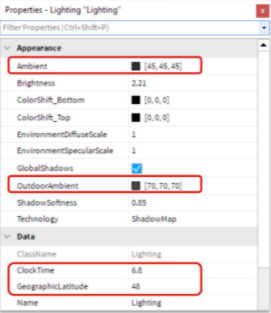 Properties - Lighting "Lighting"
Filter Properties (Ctrl+Shift+P)
Appearance
Ambient [45, 45, 45]
Brightness 2.21
ColorShift_Bottom [0, 0, 0]
ColorShift_Top [0, 0, 0]
EnvironmentDiffuseScale 1
EnvironmentSpecularScale 1
GlobalShadows
OutdoorAmbient [70, 70, 70]
ShadowSoftness 0.85
Technology ShadowMap
Data
ClassName Lighting
ClockTime 6.8
GeographicLatitude 48
Name Lighting